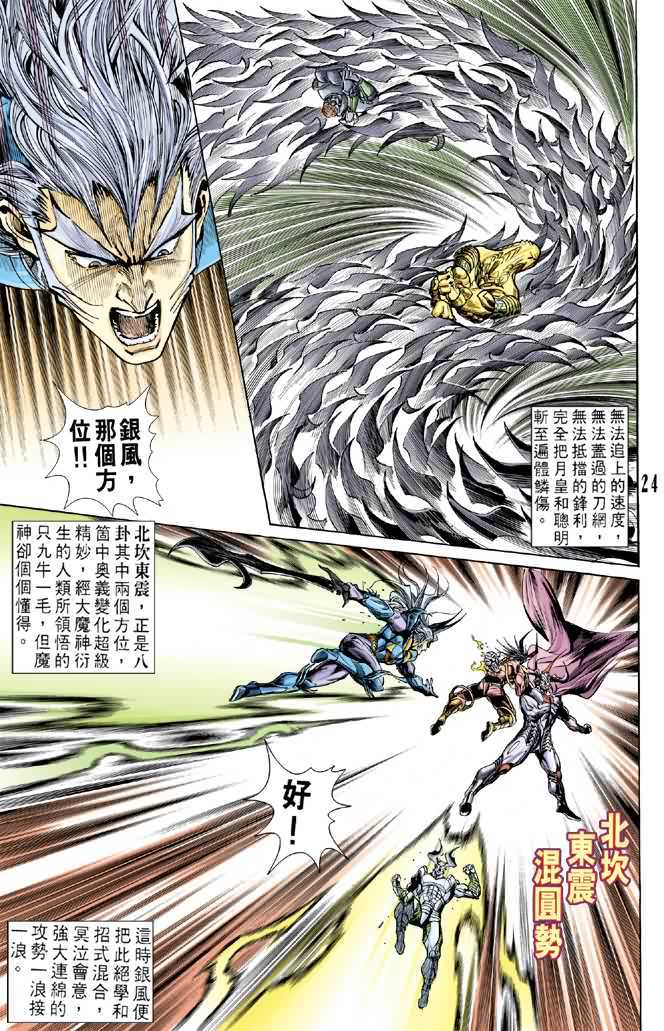 無法追上的速度，
無法蓋過的刀網，
無法抵擋的鋒利，
完全把月皇和聰明
斬至遍體鱗傷。
24
銀風，
那個方
位!!
北坎東震，正是八
卦其中兩個方位，
箇中奧義變化超級
精妙，經大魔神衍
生的人類所領悟的
只九牛一毛，但魔
神卻個個懂得。
好！
北坎
東震
混圓勢
這時銀風便
把此絕學和
招式混合，
冥泣會意，
強大連綿的
攻勢一浪接
一浪。